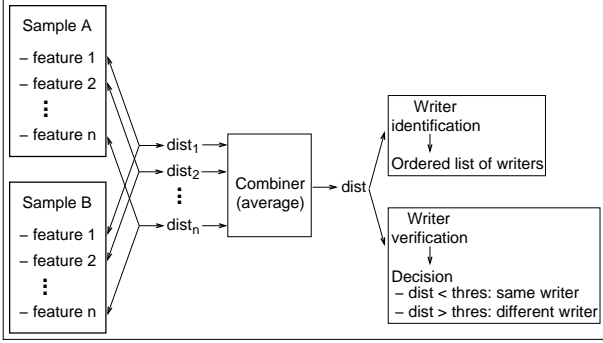 Sample A
– feature 1
– feature 2
⋮
– feature n
Sample B
– feature 1
– feature 2
⋮
– feature n
dist₁
dist₂
⋮
distₙ
Combiner
(average)
dist
Writer
identification
Ordered list of writers
Writer
verification
Decision
– dist < thres: same writer
– dist > thres: different writer